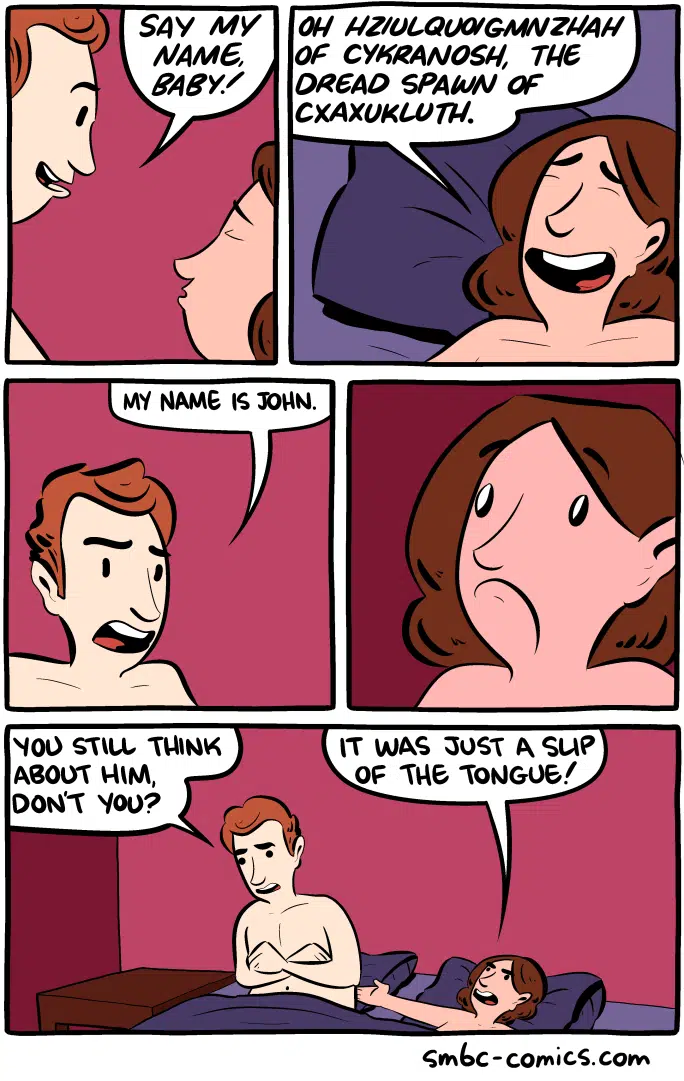 SAY MY
NAME,
BABY!
OH HZIULQUOIGMNZHAH
OF CYKRANOSH, THE
DREAD SPAWN OF
CXAXUKLUTH.
MY NAME IS JOHN.
YOU STILL THINK
ABOUT HIM,
DON'T YOU?
IT WAS JUST A SLIP
OF THE TONGUE!
smbc-comics.com